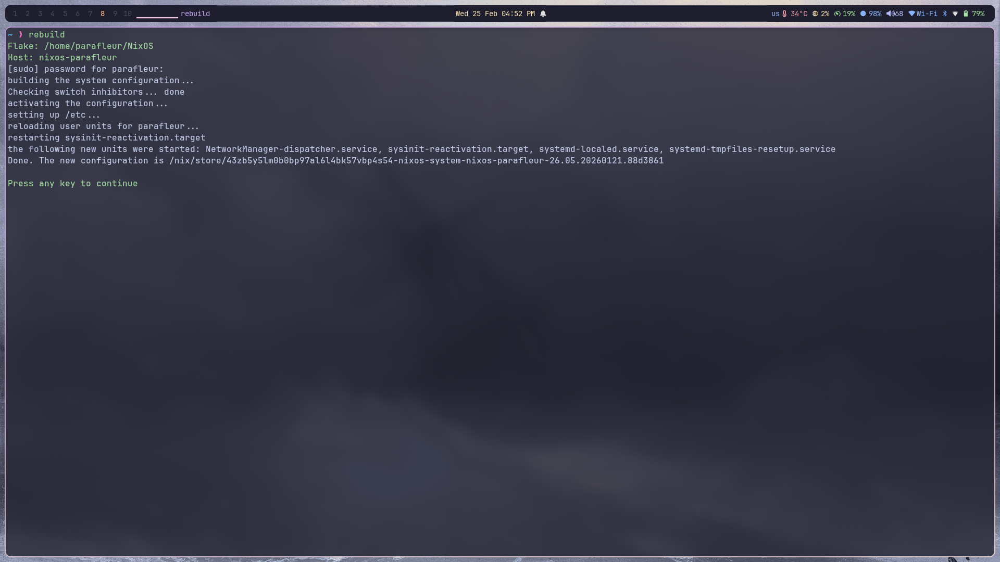 1 2 3 4 5 6 7 8 9 10 rebuild Wed 25 Feb 04:52 PM us 34°C 2% 19% 98% 68 Wi-Fi 79%
~ ❫ rebuild
Flake: /home/parafleur/NixOS
Host: nixos-parafleur
[sudo] password for parafleur:
building the system configuration...
Checking switch inhibitors... done
activating the configuration...
setting up /etc...
reloading user units for parafleur...
restarting sysinit-reactivation.target
the following new units were started: NetworkManager-dispatcher.service, sysinit-reactivation.target, systemd-localed.service, systemd-tmpfiles-resetup.service
Done. The new configuration is /nix/store/43zb5y5lm0b0bp97al6l4bk57vbp4s54-nixos-system-nixos-parafleur-26.05.20260121.88d3861
Press any key to continue